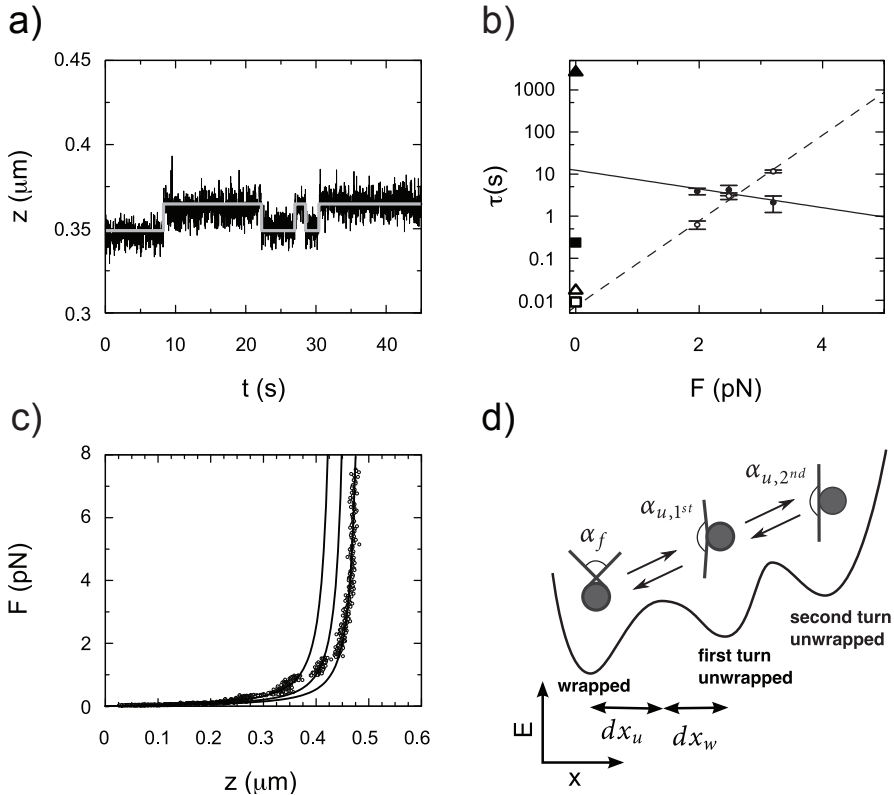 a)
0.45
0.4
0.35
0.3
z (μm)
0
10
20
30
40
t (s)
b)
1000
100
10
1
0.1
0.01
τ(s)
0
2
4
F (pN)
c)
8
6
4
2
0
F (pN)
0
0.1
0.2
0.3
0.4
0.5
0.6
z (μm)
d)
α_{u,2^{nd}}
α_{u,1^{st}}
α_f
second turn
unwrapped
first turn
unwrapped
wrapped
dx_u
dx_w
E
x